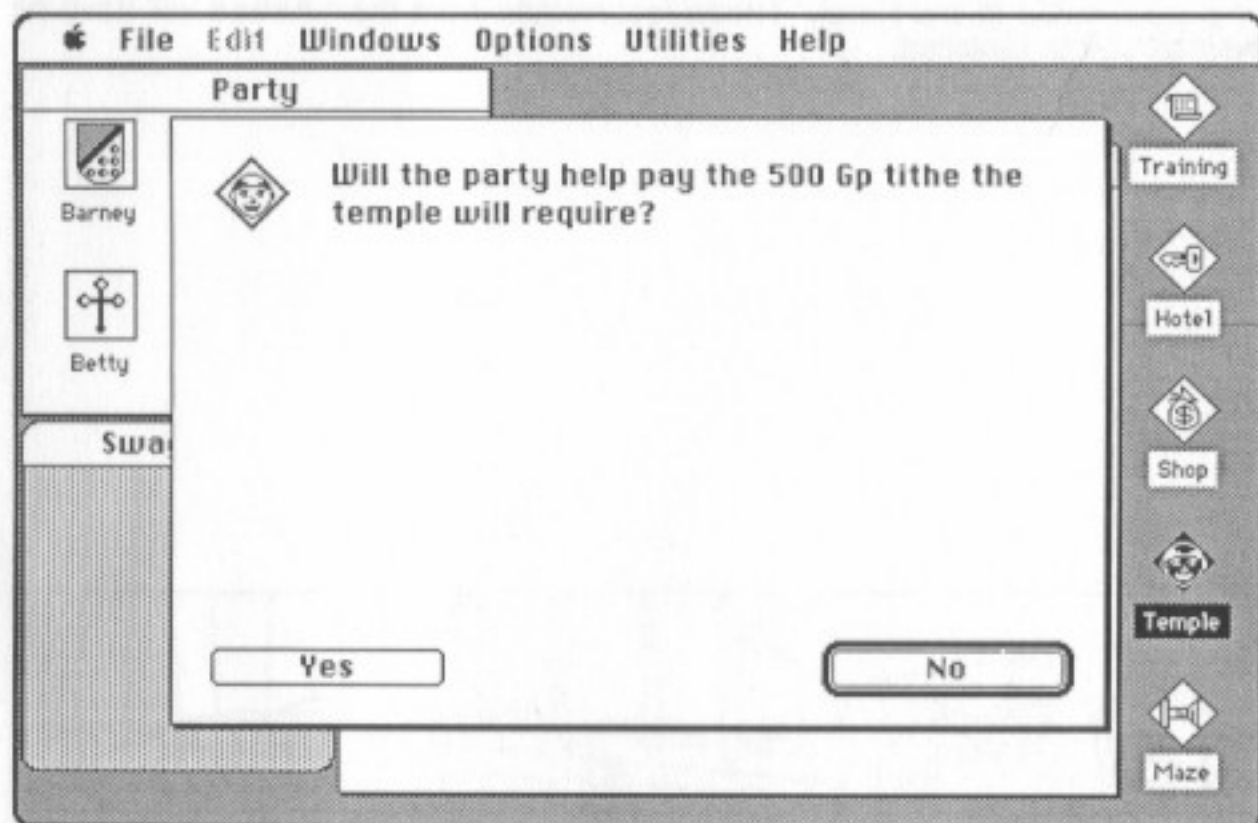 File Edit Windows Options Utilities Help
Party
Barney
Betty
Swag
Will the party help pay the 500 Gp tithe the
temple will require?
Yes
No
Training
Hotel
Shop
Temple
Maze